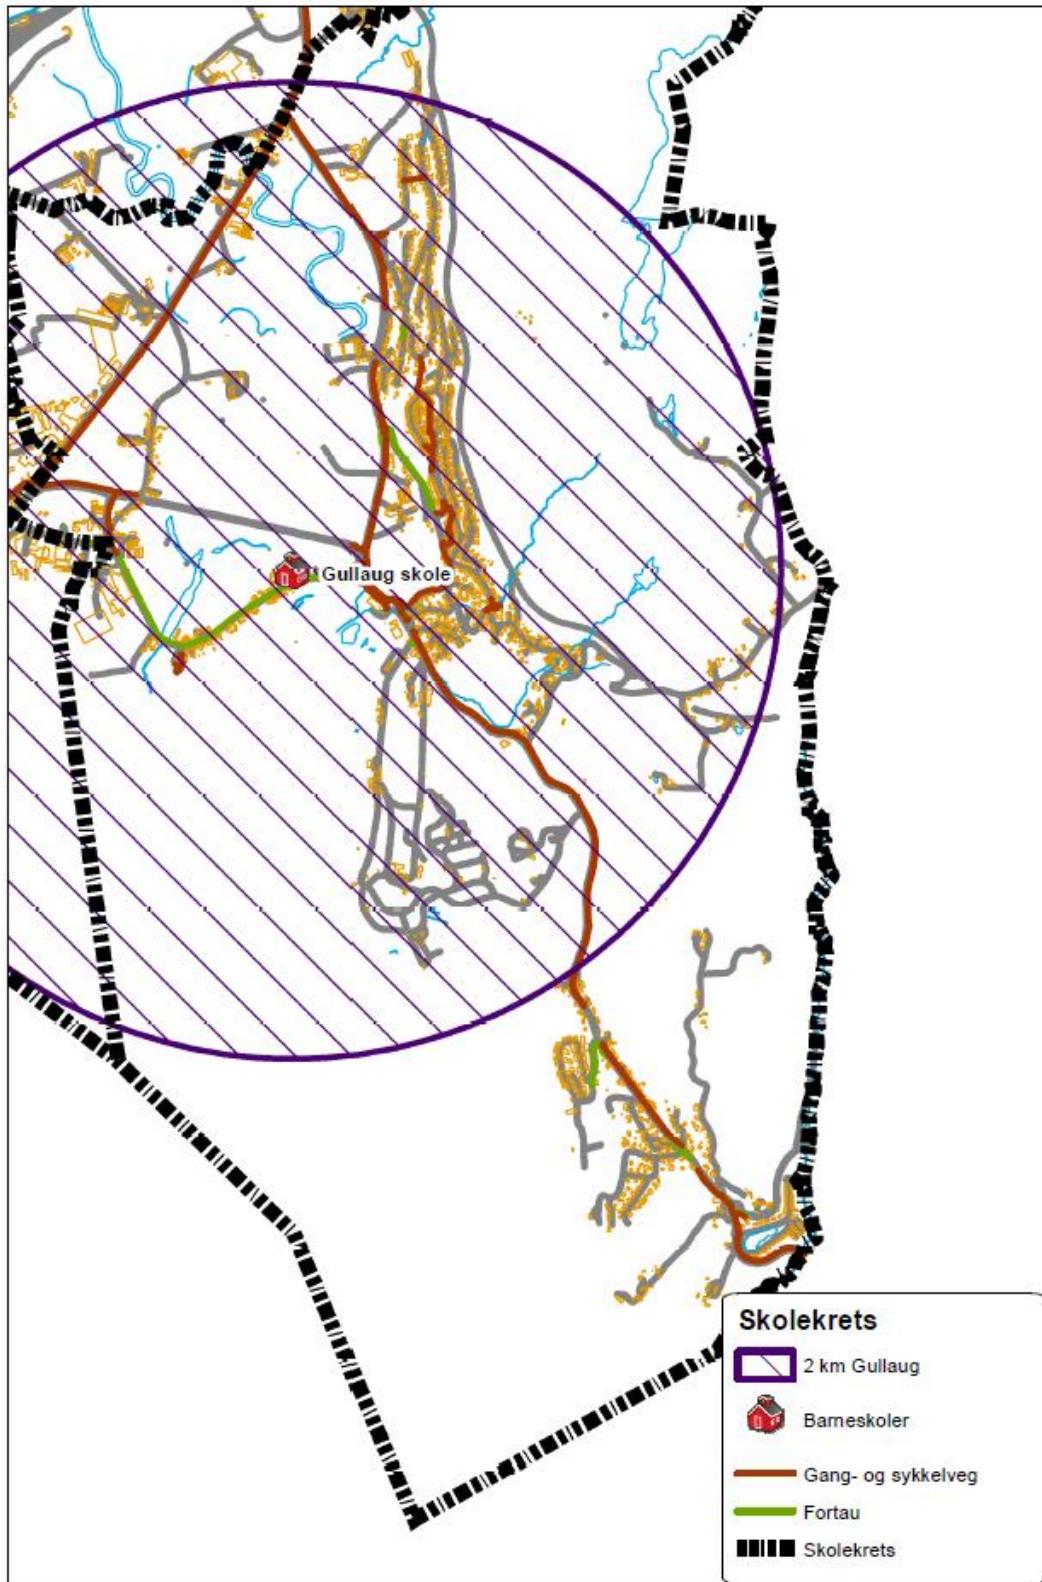 Gullaug skole
Skolekrets
2 km Gullaug
Barneskoler
Gang- og sykkelveg
Fortau
Skolekrets